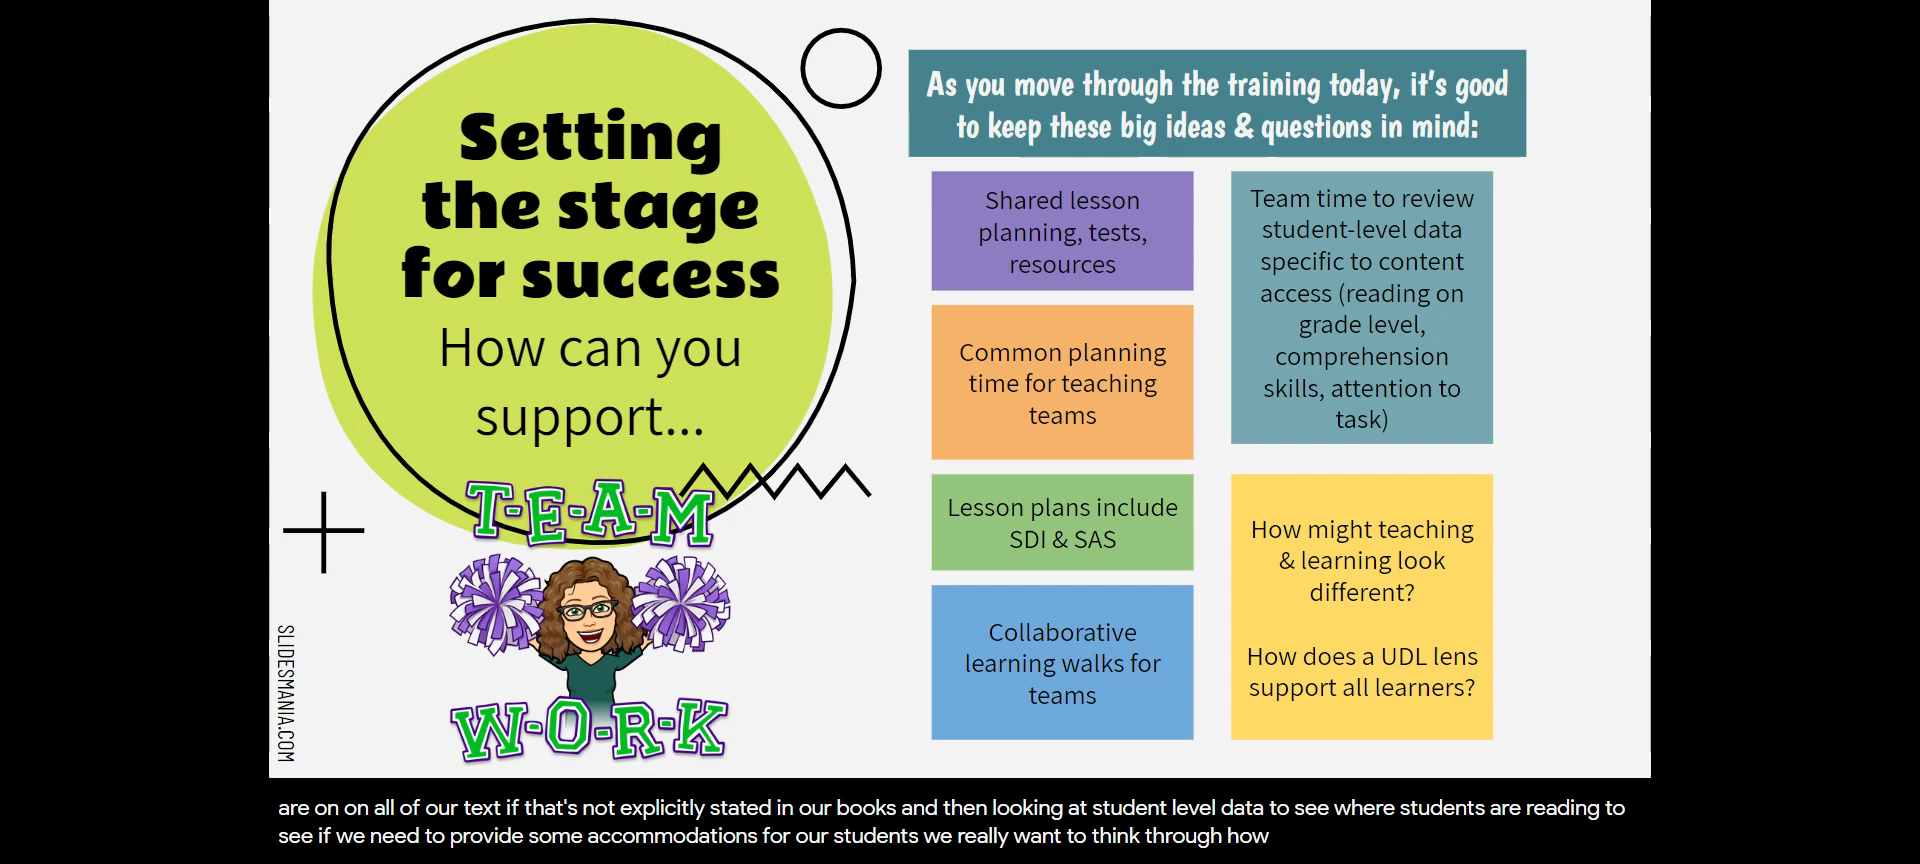 Setting
the stage
for success
How can you
support...
T-E-A-M
W-O-R-K
SLIDESMANIA.COM
As you move through the training today, it's good
to keep these big ideas & questions in mind:
Shared lesson
planning, tests,
resources
Common planning
time for teaching
teams
Lesson plans include
SDI & SAS
Collaborative
learning walks for
teams
Team time to review
student-level data
specific to content
access (reading on
grade level,
comprehension
skills, attention to
task)
How might teaching
& learning look
different?
How does a UDL lens
support all learners?
are on on all of our text if that's not explicitly stated in our books and then looking at student level data to see where students are reading to
see if we need to provide some accommodations for our students we really want to think through how